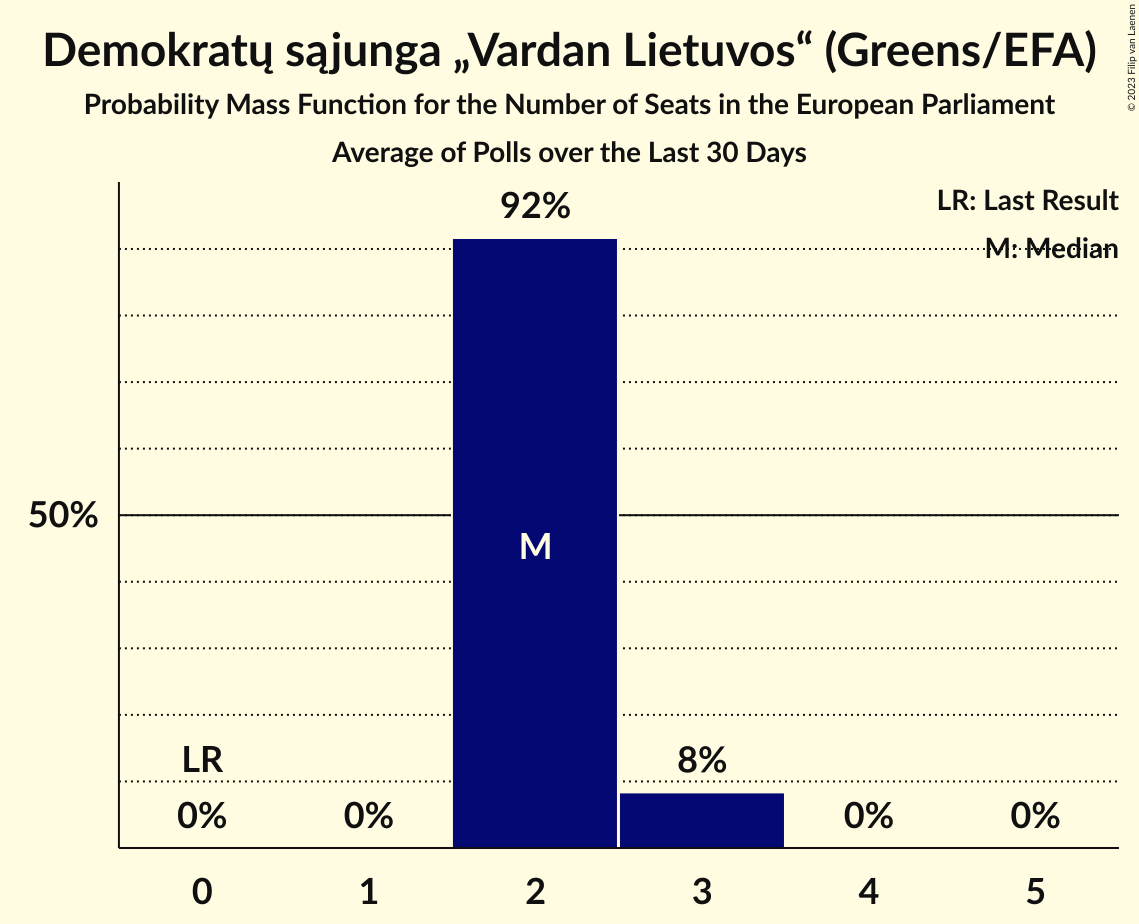 Demokratų sąjunga „Vardan Lietuvos“ (Greens/EFA)
Probability Mass Function for the Number of Seats in the European Parliament
Average of Polls over the Last 30 Days
© 2023 Filip van Laenen
LR: Last Result
M: Median
92%
50%
M
LR
8%
0% 0% 0% 0%
0 1 2 3 4 5